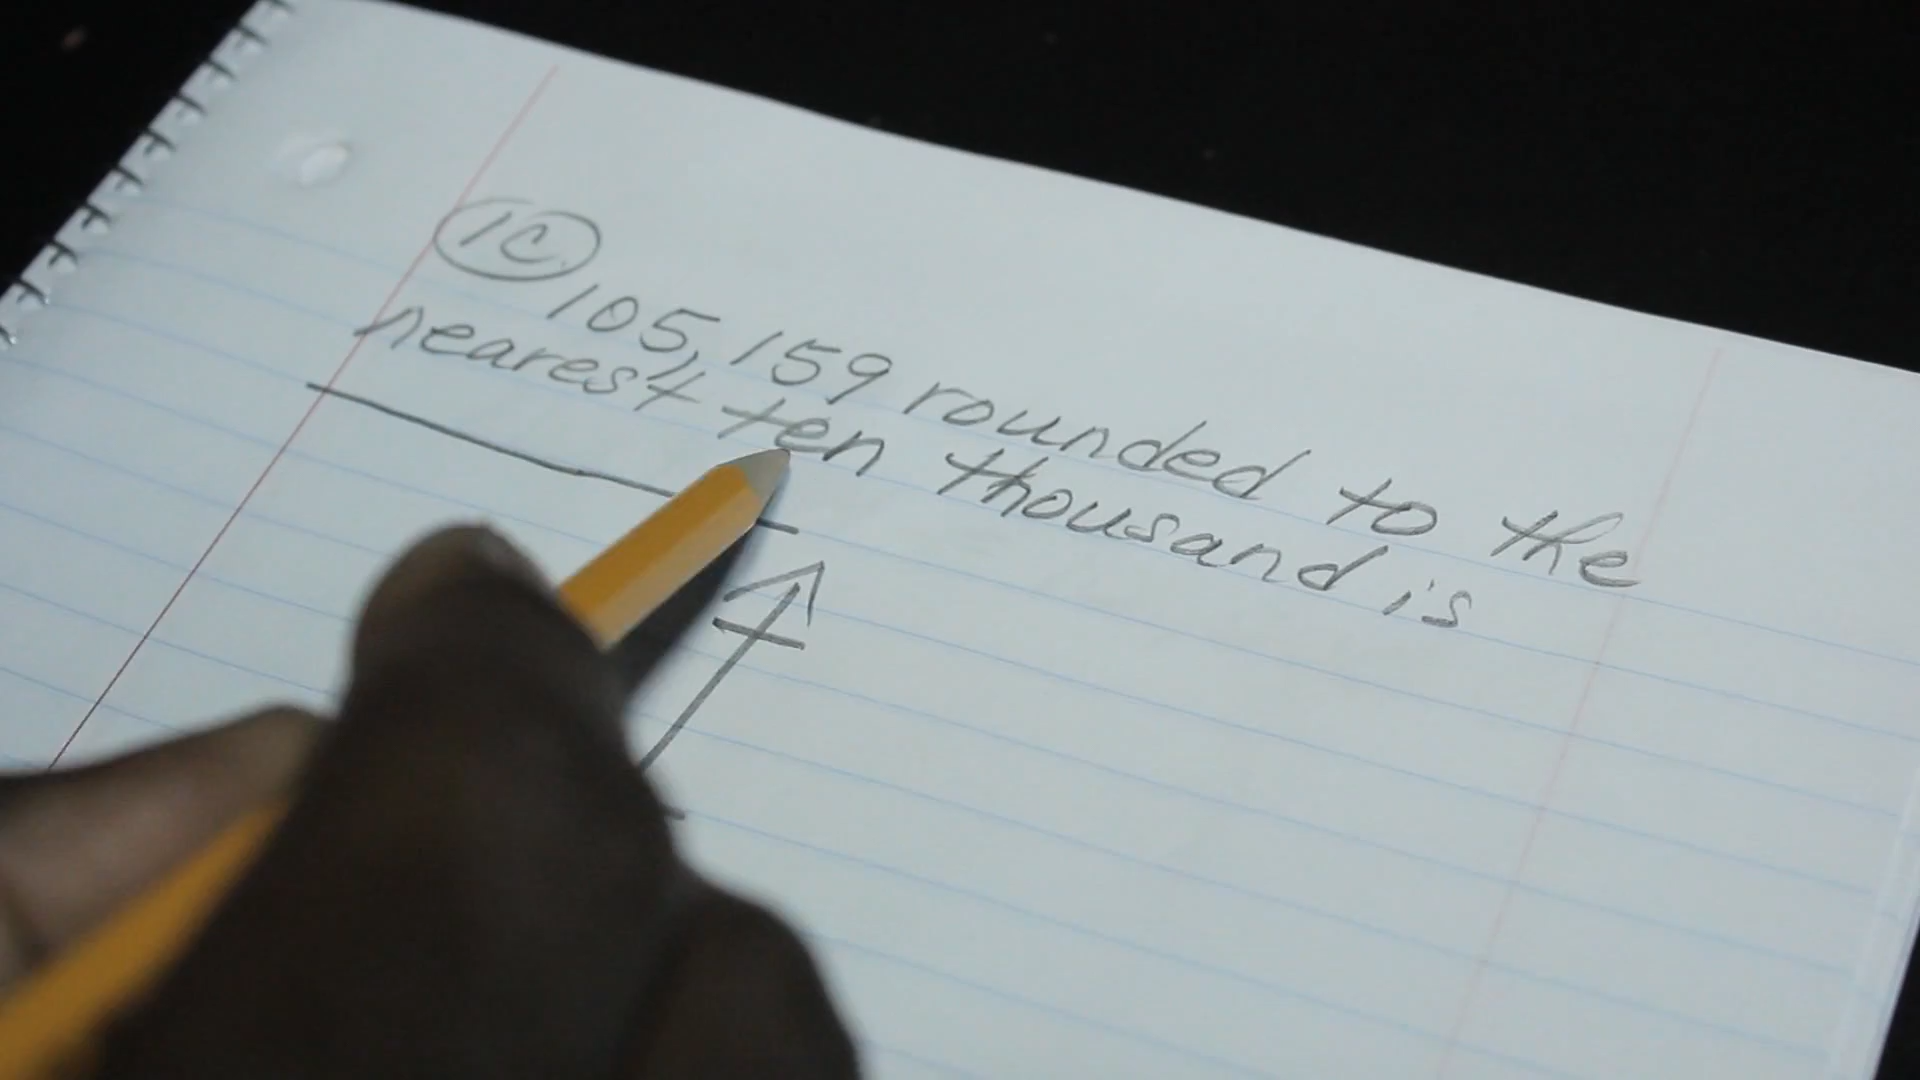 1C
105,159 rounded to the
nearest ten thousand is